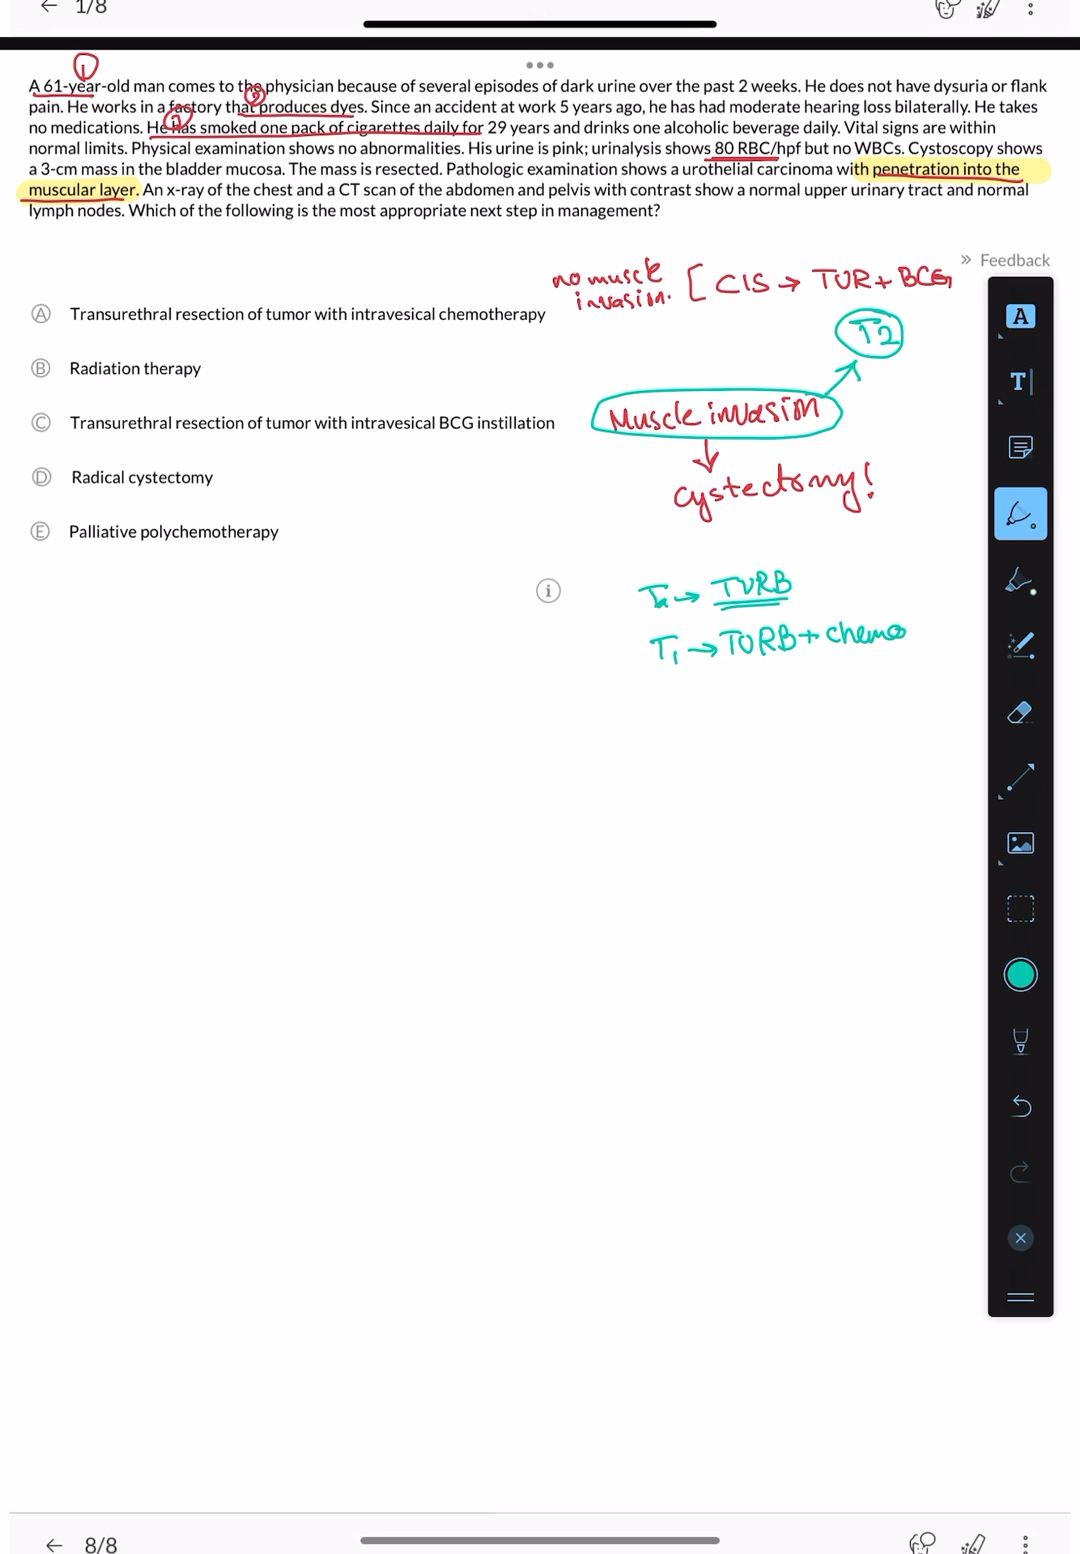 ← 1/8
①
A 61-year-old man comes to the physician because of several episodes of dark urine over the past 2 weeks. He does not have dysuria or flank
pain. He works in a factory that produces dyes. Since an accident at work 5 years ago, he has had moderate hearing loss bilaterally. He takes
no medications. He has smoked one pack of cigarettes daily for 29 years and drinks one alcoholic beverage daily. Vital signs are within
normal limits. Physical examination shows no abnormalities. His urine is pink; urinalysis shows 80 RBC/hpf but no WBCs. Cystoscopy shows
a 3-cm mass in the bladder mucosa. The mass is resected. Pathologic examination shows a urothelial carcinoma with penetration into the
muscular layer. An x-ray of the chest and a CT scan of the abdomen and pelvis with contrast show a normal upper urinary tract and normal
lymph nodes. Which of the following is the most appropriate next step in management?
» Feedback
no muscle
invasion. [ CIS → TUR + BCG
A Transurethral resection of tumor with intravesical chemotherapy
T2
B Radiation therapy
Muscle invasion
C Transurethral resection of tumor with intravesical BCG instillation
D Radical cystectomy
cystectomy!
E Palliative polychemotherapy
Ta → TURB
T1 → TURB + chemo
A
T
← 8/8